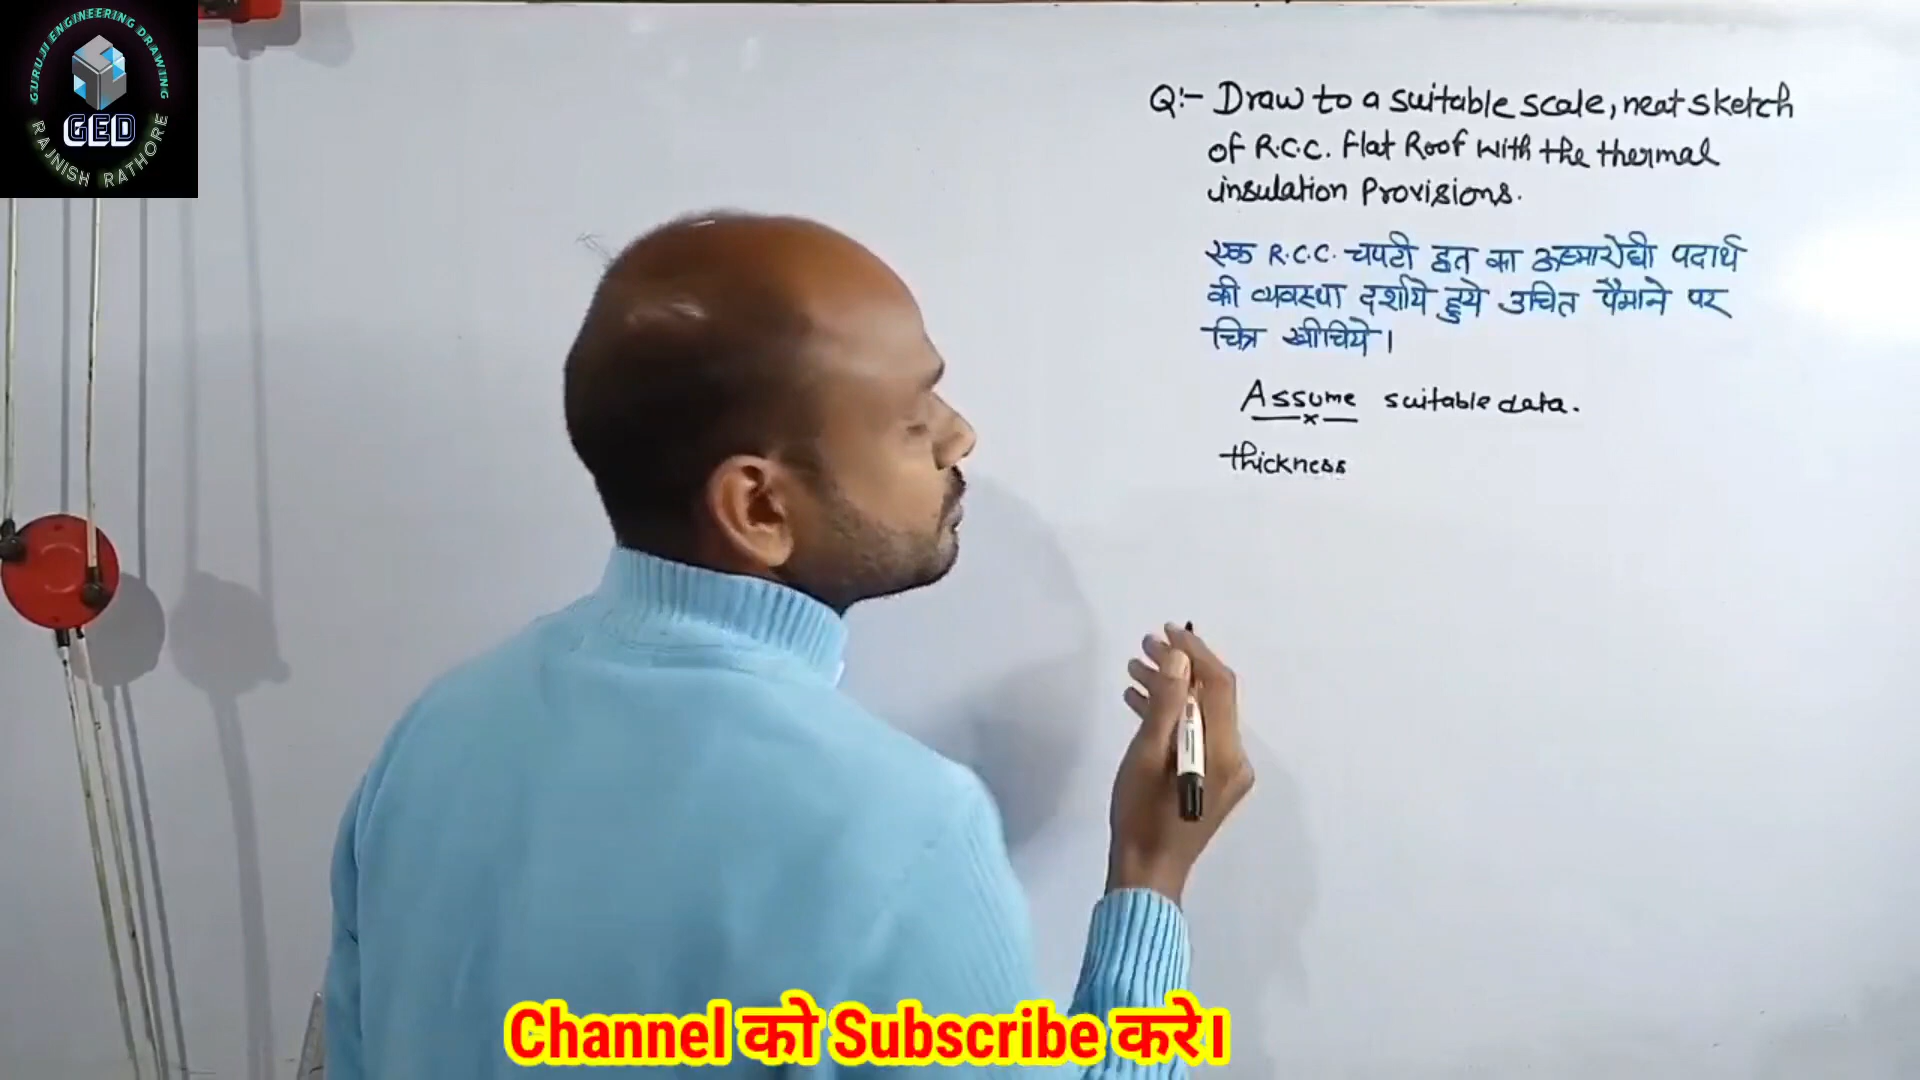 GURUJI ENGINEERING DRAWING
GED
RAJNISH RATHORE
Q:- Draw to a suitable scale, neat sketch
of R.C.C. flat Roof with the thermal
insulation Provisions.
एक R.C.C. चपटी छत का ऊष्मारोधी पदार्थ
की व्यवस्था दर्शाये हुये उचित पैमाने पर
चित्र खीचिये।
Assume suitable data.
thickness
Channel को Subscribe करे।